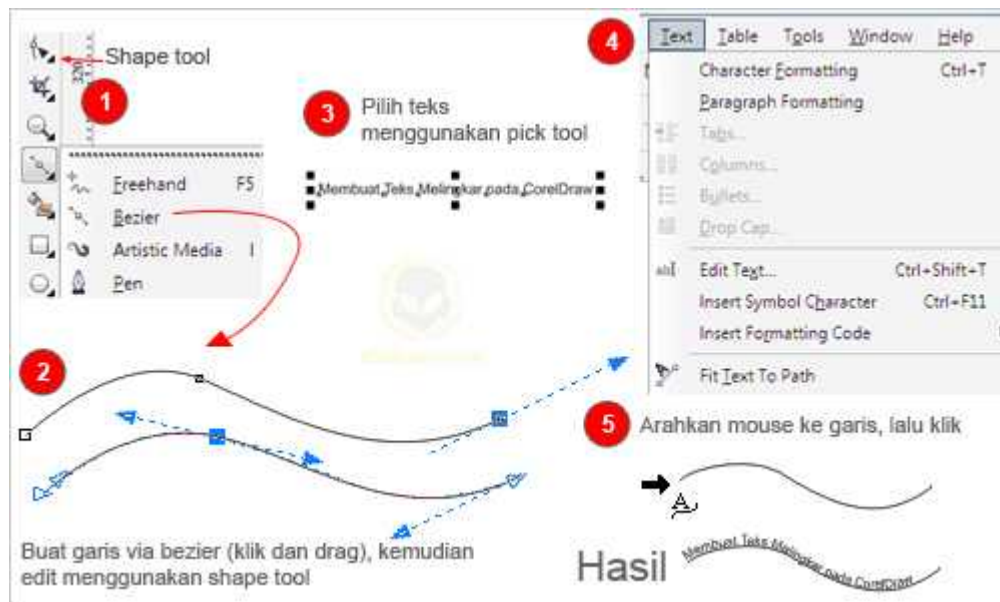 Shape tool
1
320
Freehand F5
Bezier
Artistic Media I
Pen
2
Buat garis via bezier (klik dan drag), kemudian
edit menggunakan shape tool
3
Pilih teks
menggunakan pick tool
Membuat Teks Melingkar pada CorelDraw
4
Text Table Tools Window Help
Character Formatting Ctrl+T
Paragraph Formatting
Tabs...
Columns...
Bullets...
Drop Cap...
abI Edit Text... Ctrl+Shift+T
Insert Symbol Character Ctrl+F11
Insert Formatting Code
Fit Text To Path
5
Arahkan mouse ke garis, lalu klik
A
Hasil
Membuat Teks Melingkar pada CorelDraw